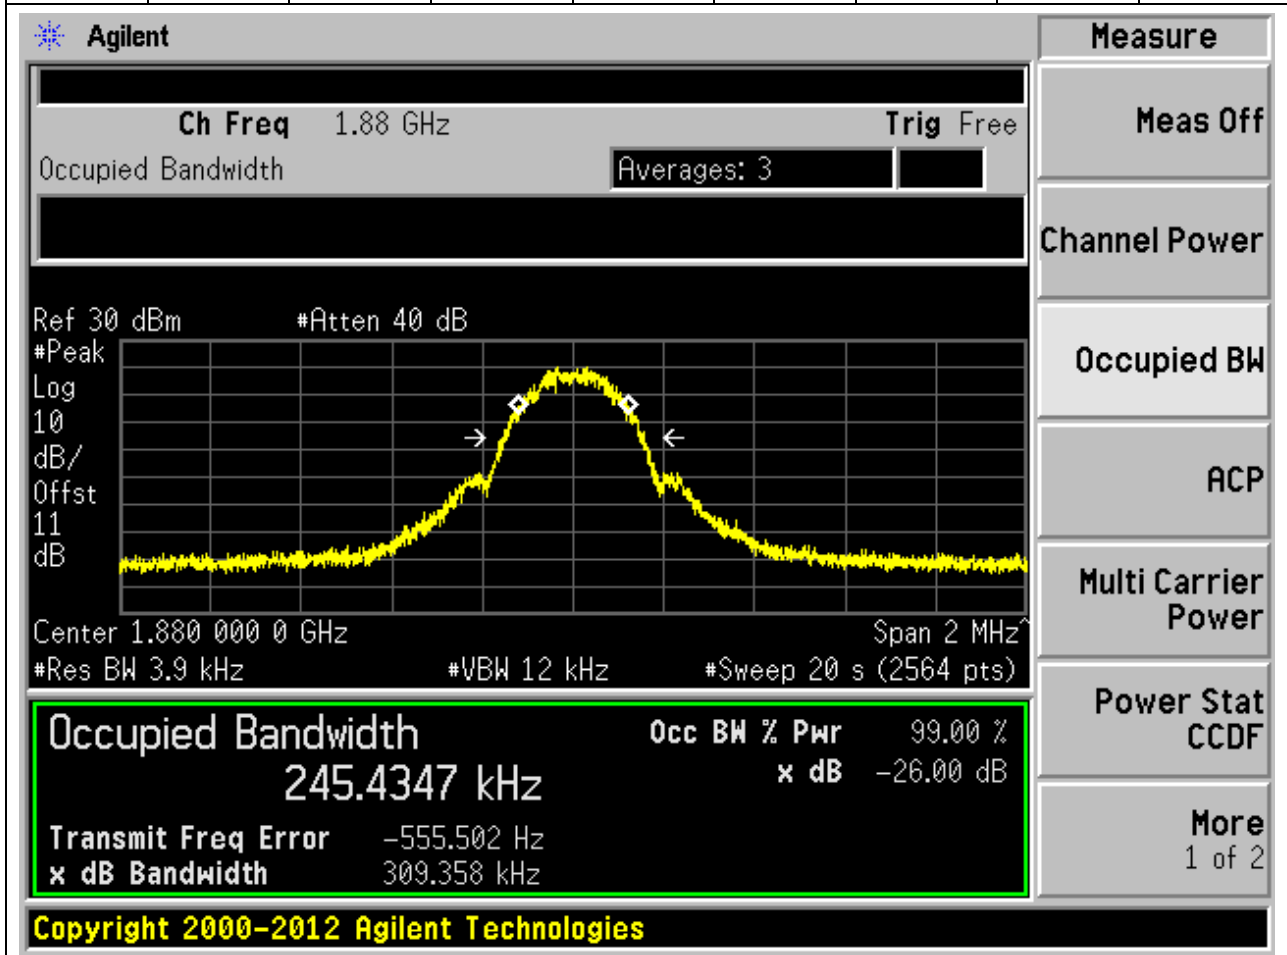 Agilent
Measure
Ch Freq 1.88 GHz Trig Free
Occupied Bandwidth Averages: 3
Meas Off
Channel Power
Occupied BW
ACP
Multi Carrier
Power
Power Stat
CCDF
More
1 of 2
Ref 30 dBm #Atten 40 dB
#Peak
Log
10
dB/
Offst
11
dB
Center 1.880 000 0 GHz Span 2 MHz^
#Res BW 3.9 kHz #VBW 12 kHz #Sweep 20 s (2564 pts)
Occupied Bandwidth Occ BW % Pwr 99.00 %
245.4347 kHz x dB -26.00 dB
Transmit Freq Error -555.502 Hz
x dB Bandwidth 309.358 kHz
Copyright 2000-2012 Agilent Technologies